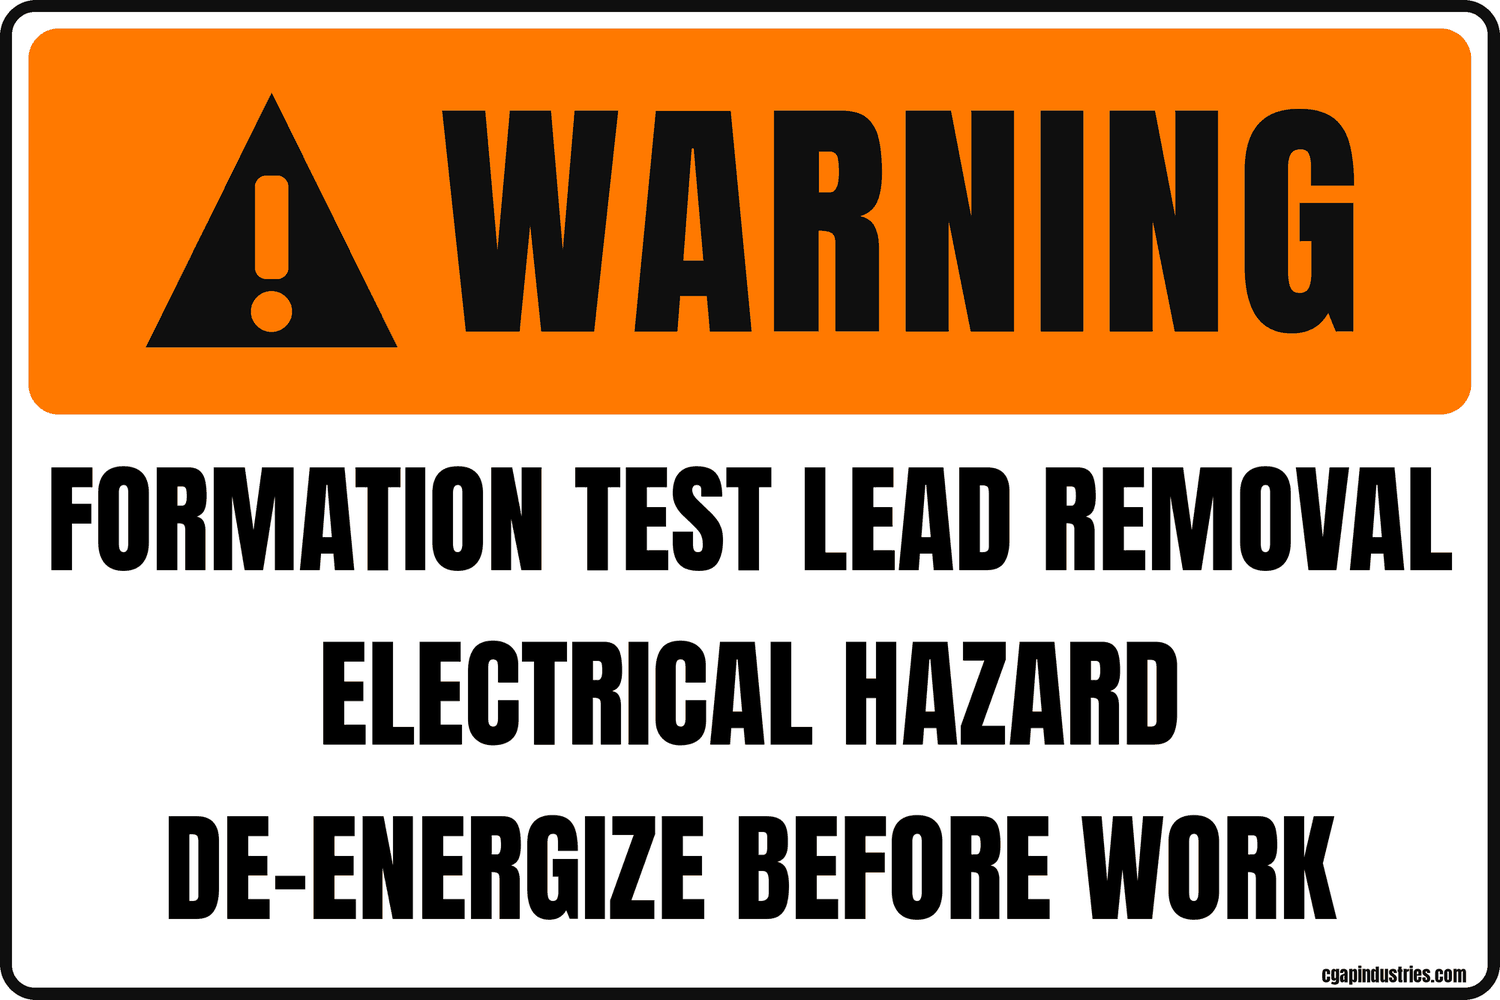 WARNING
FORMATION TEST LEAD REMOVAL
ELECTRICAL HAZARD
DE-ENERGIZE BEFORE WORK
cgapindustries.com